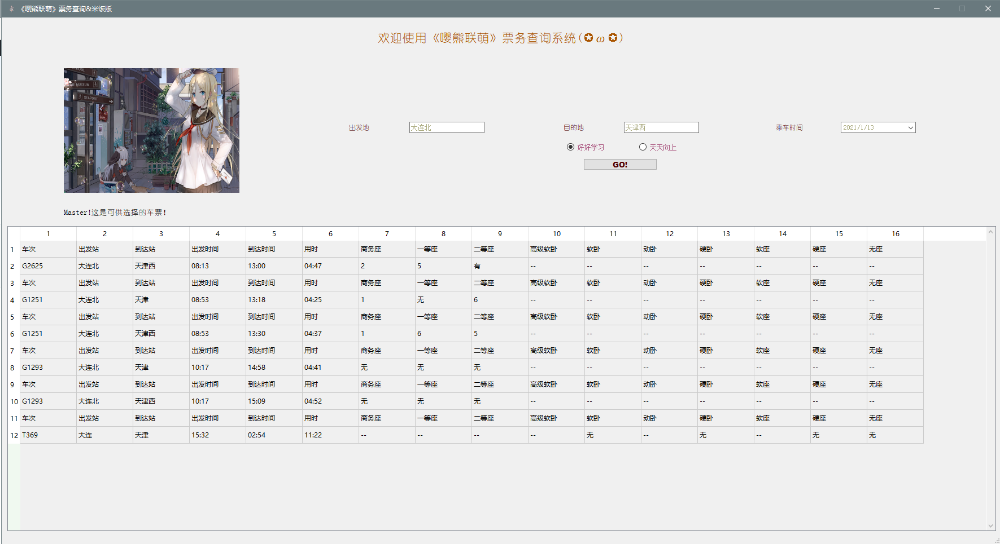 《嘤熊联萌》票务查询&米饭版
欢迎使用《嘤熊联萌》票务查询系统(✪ω✪)
MUSEUM
SEAPORT
出发地 大连北 目的地 天津西 乘车时间 2021/1/13
好好学习 天天向上
GO!
Master!这是可供选择的车票!
1 2 3 4 5 6 7 8 9 10 11 12 13 14 15 16
1 车次 出发站 到达站 出发时间 到达时间 用时 商务座 一等座 二等座 高级软卧 软卧 动卧 硬卧 软座 硬座 无座
2 G2625 大连北 天津西 08:13 13:00 04:47 2 5 有 -- -- -- -- -- -- --
3 车次 出发站 到达站 出发时间 到达时间 用时 商务座 一等座 二等座 高级软卧 软卧 动卧 硬卧 软座 硬座 无座
4 G1251 大连北 天津 08:53 13:18 04:25 1 无 6 -- -- -- -- -- -- --
5 车次 出发站 到达站 出发时间 到达时间 用时 商务座 一等座 二等座 高级软卧 软卧 动卧 硬卧 软座 硬座 无座
6 G1251 大连北 天津西 08:53 13:30 04:37 1 6 5 -- -- -- -- -- -- --
7 车次 出发站 到达站 出发时间 到达时间 用时 商务座 一等座 二等座 高级软卧 软卧 动卧 硬卧 软座 硬座 无座
8 G1293 大连北 天津 10:17 14:58 04:41 无 无 无 -- -- -- -- -- -- --
9 车次 出发站 到达站 出发时间 到达时间 用时 商务座 一等座 二等座 高级软卧 软卧 动卧 硬卧 软座 硬座 无座
10 G1293 大连北 天津西 10:17 15:09 04:52 无 无 无 -- -- -- -- -- -- --
11 车次 出发站 到达站 出发时间 到达时间 用时 商务座 一等座 二等座 高级软卧 软卧 动卧 硬卧 软座 硬座 无座
12 T369 大连 天津 15:32 02:54 11:22 -- -- -- -- 无 -- 无 -- 无 无